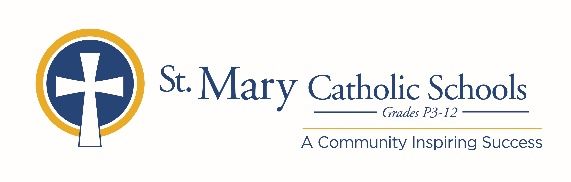 St. Mary Catholic Schools
Grades P3-12
A Community Inspiring Success